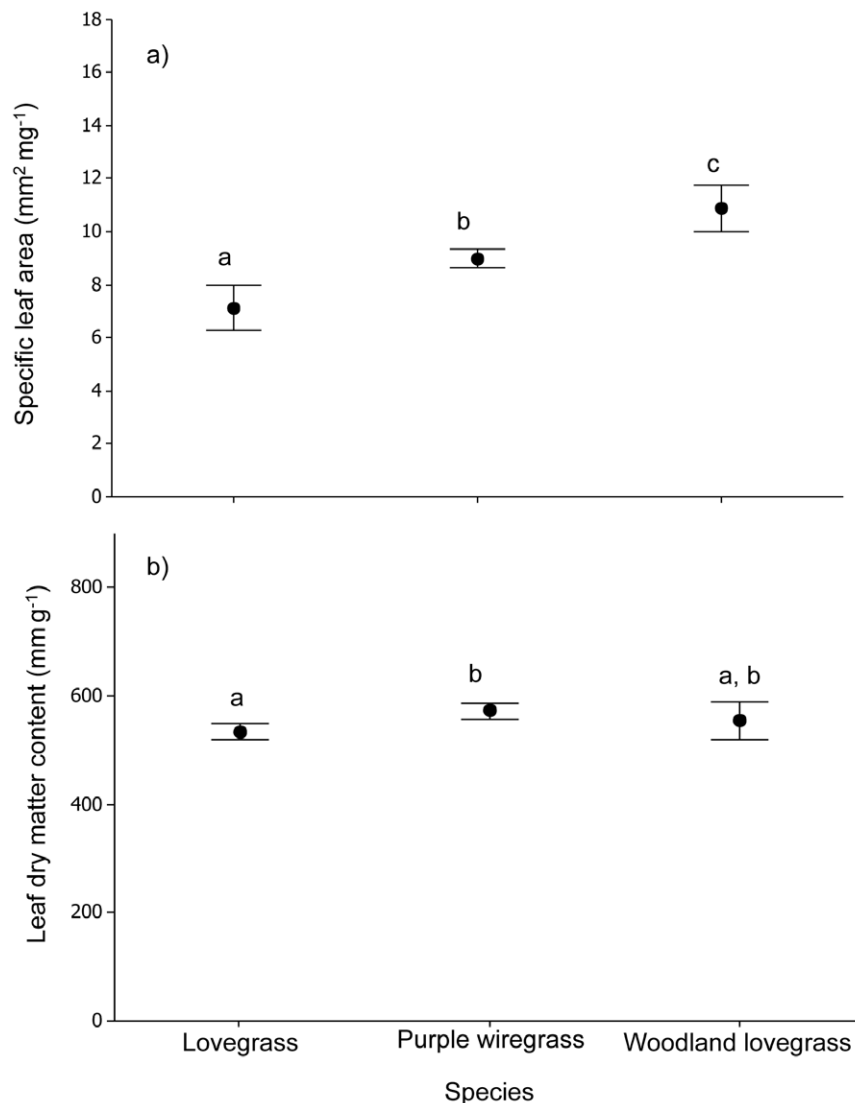 18
a)
16
14
12
10
8
6
4
2
0
c
b
a
Specific leaf area (mm² mg⁻¹)
b)
800
600
400
200
0
a
b
a, b
Leaf dry matter content (mm g⁻¹)
Lovegrass
Purple wiregrass
Woodland lovegrass
Species